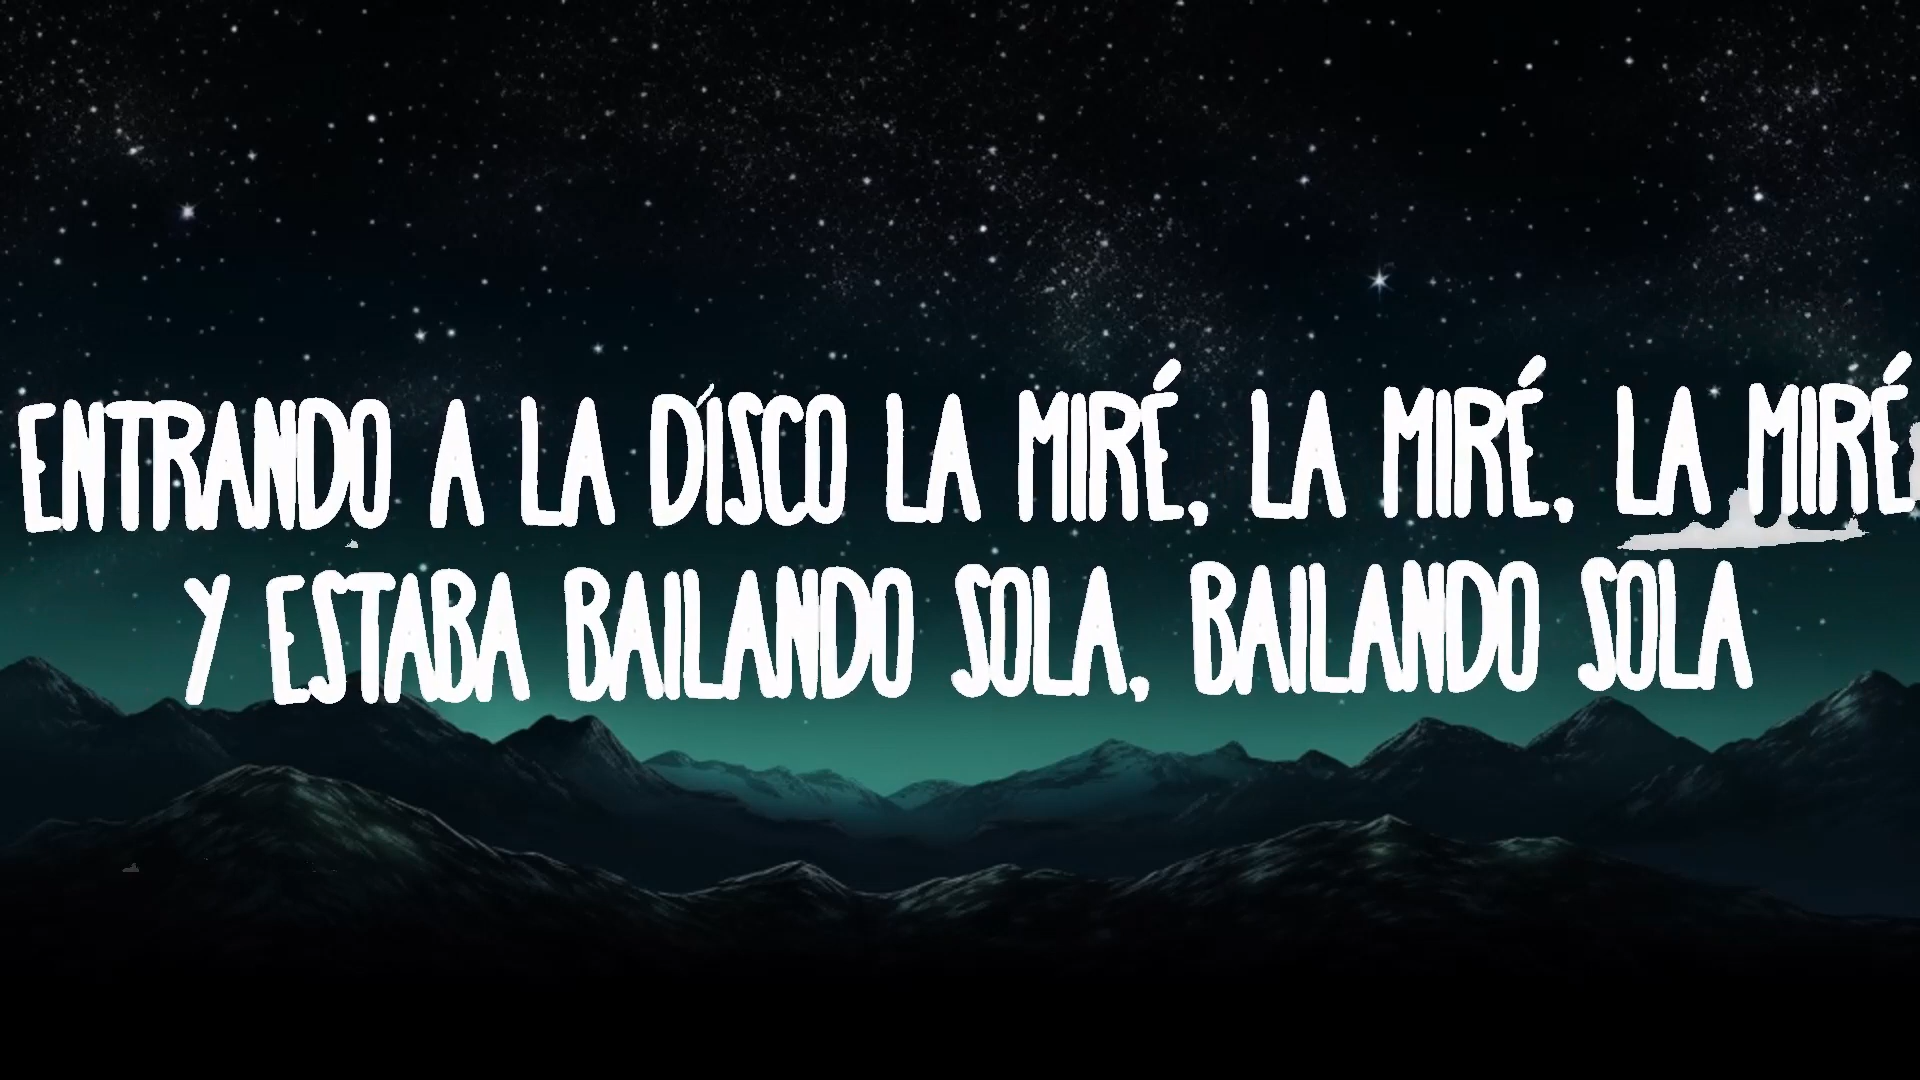 ENTRANDO A LA DÍSCO LA MIRÉ, LA MIRÉ, LA MIRÉ
Y ESTABA BAILANDO SOLA, BAILANDO SOLA